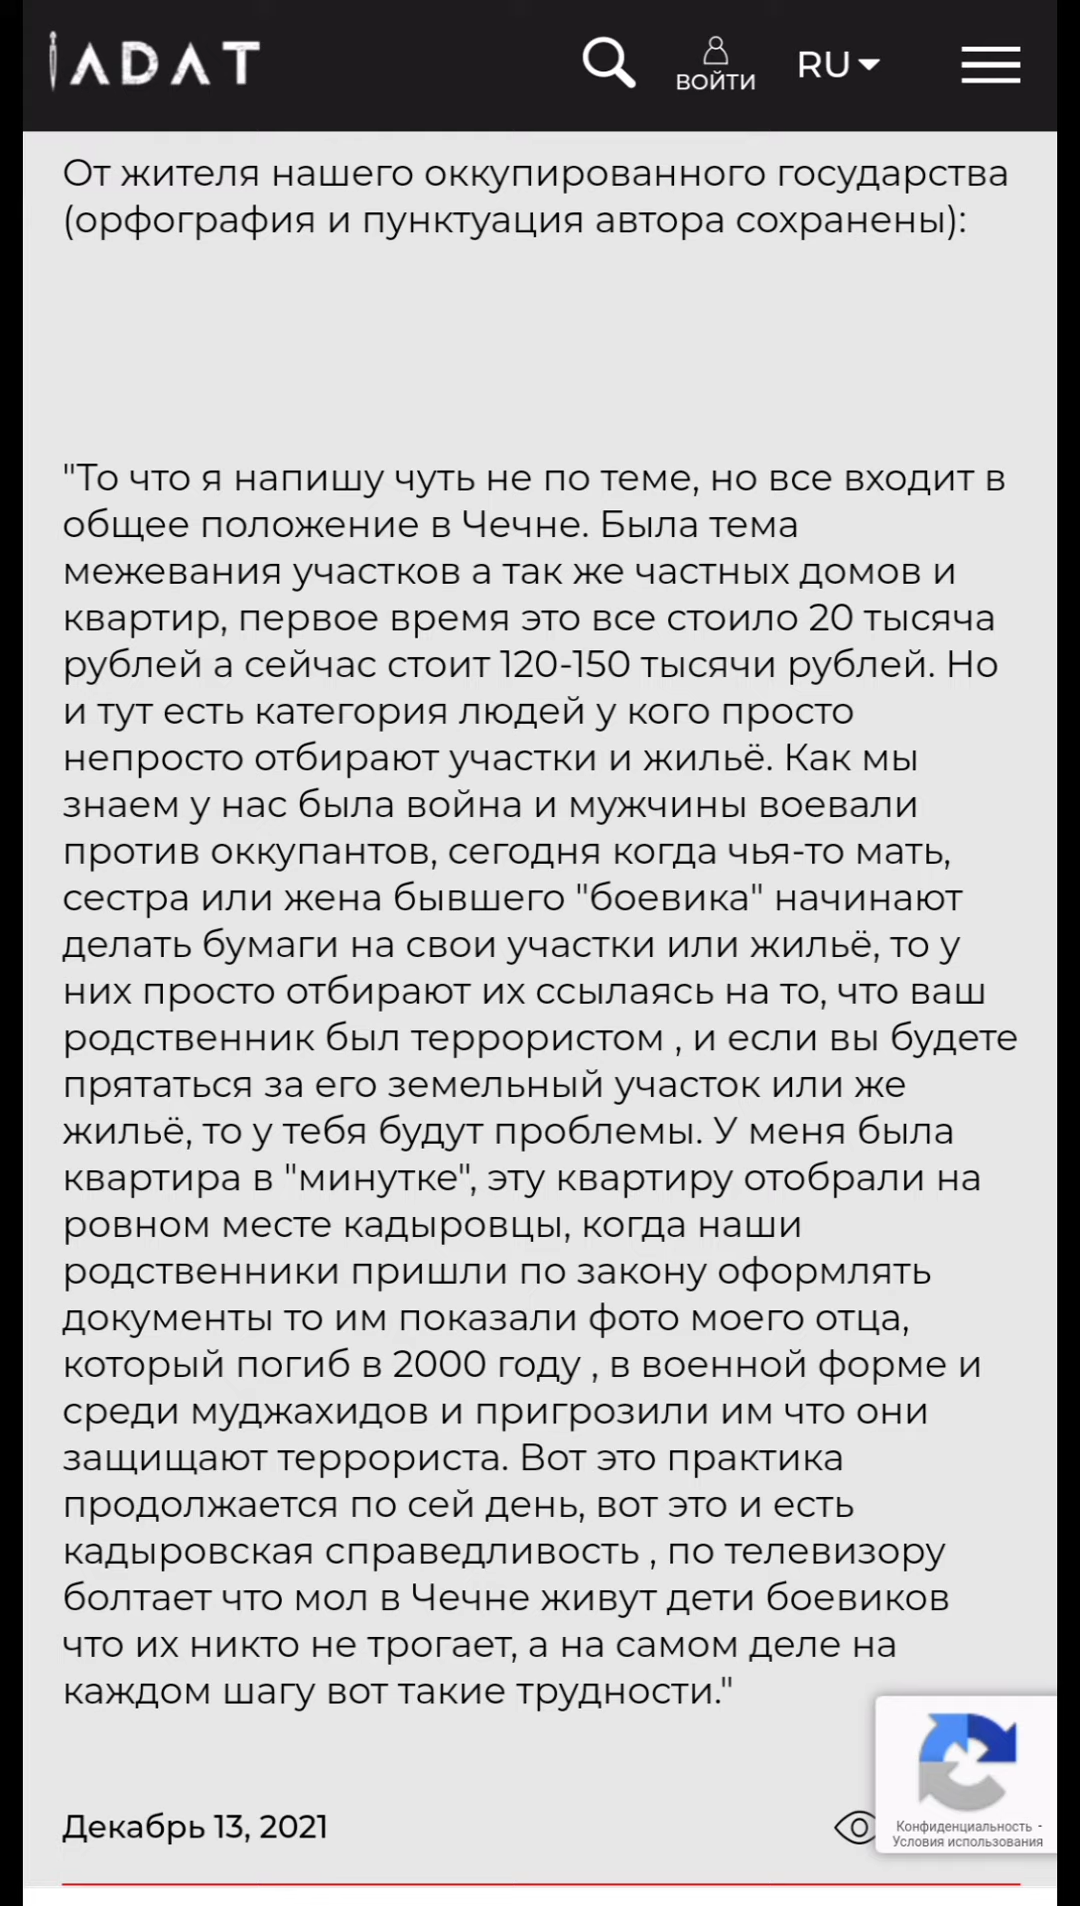 ADAT
ВОЙТИ
RU
От жителя нашего оккупированного государства
(орфография и пунктуация автора сохранены):
"То что я напишу чуть не по теме, но все входит в
общее положение в Чечне. Была тема
межевания участков а так же частных домов и
квартир, первое время это все стоило 20 тысяча
рублей а сейчас стоит 120-150 тысячи рублей. Но
и тут есть категория людей у кого просто
непросто отбирают участки и жильё. Как мы
знаем у нас была война и мужчины воевали
против оккупантов, сегодня когда чья-то мать,
сестра или жена бывшего "боевика" начинают
делать бумаги на свои участки или жильё, то у
них просто отбирают их ссылаясь на то, что ваш
родственник был террористом , и если вы будете
прятаться за его земельный участок или же
жильё, то у тебя будут проблемы. У меня была
квартира в "минутке", эту квартиру отобрали на
ровном месте кадыровцы, когда наши
родственники пришли по закону оформлять
документы то им показали фото моего отца,
который погиб в 2000 году , в военной форме и
среди муджахидов и пригрозили им что они
защищают террориста. Вот это практика
продолжается по сей день, вот это и есть
кадыровская справедливость , по телевизору
болтает что мол в Чечне живут дети боевиков
что их никто не трогает, а на самом деле на
каждом шагу вот такие трудности."
Декабрь 13, 2021
Конфиденциальность -
Условия использования